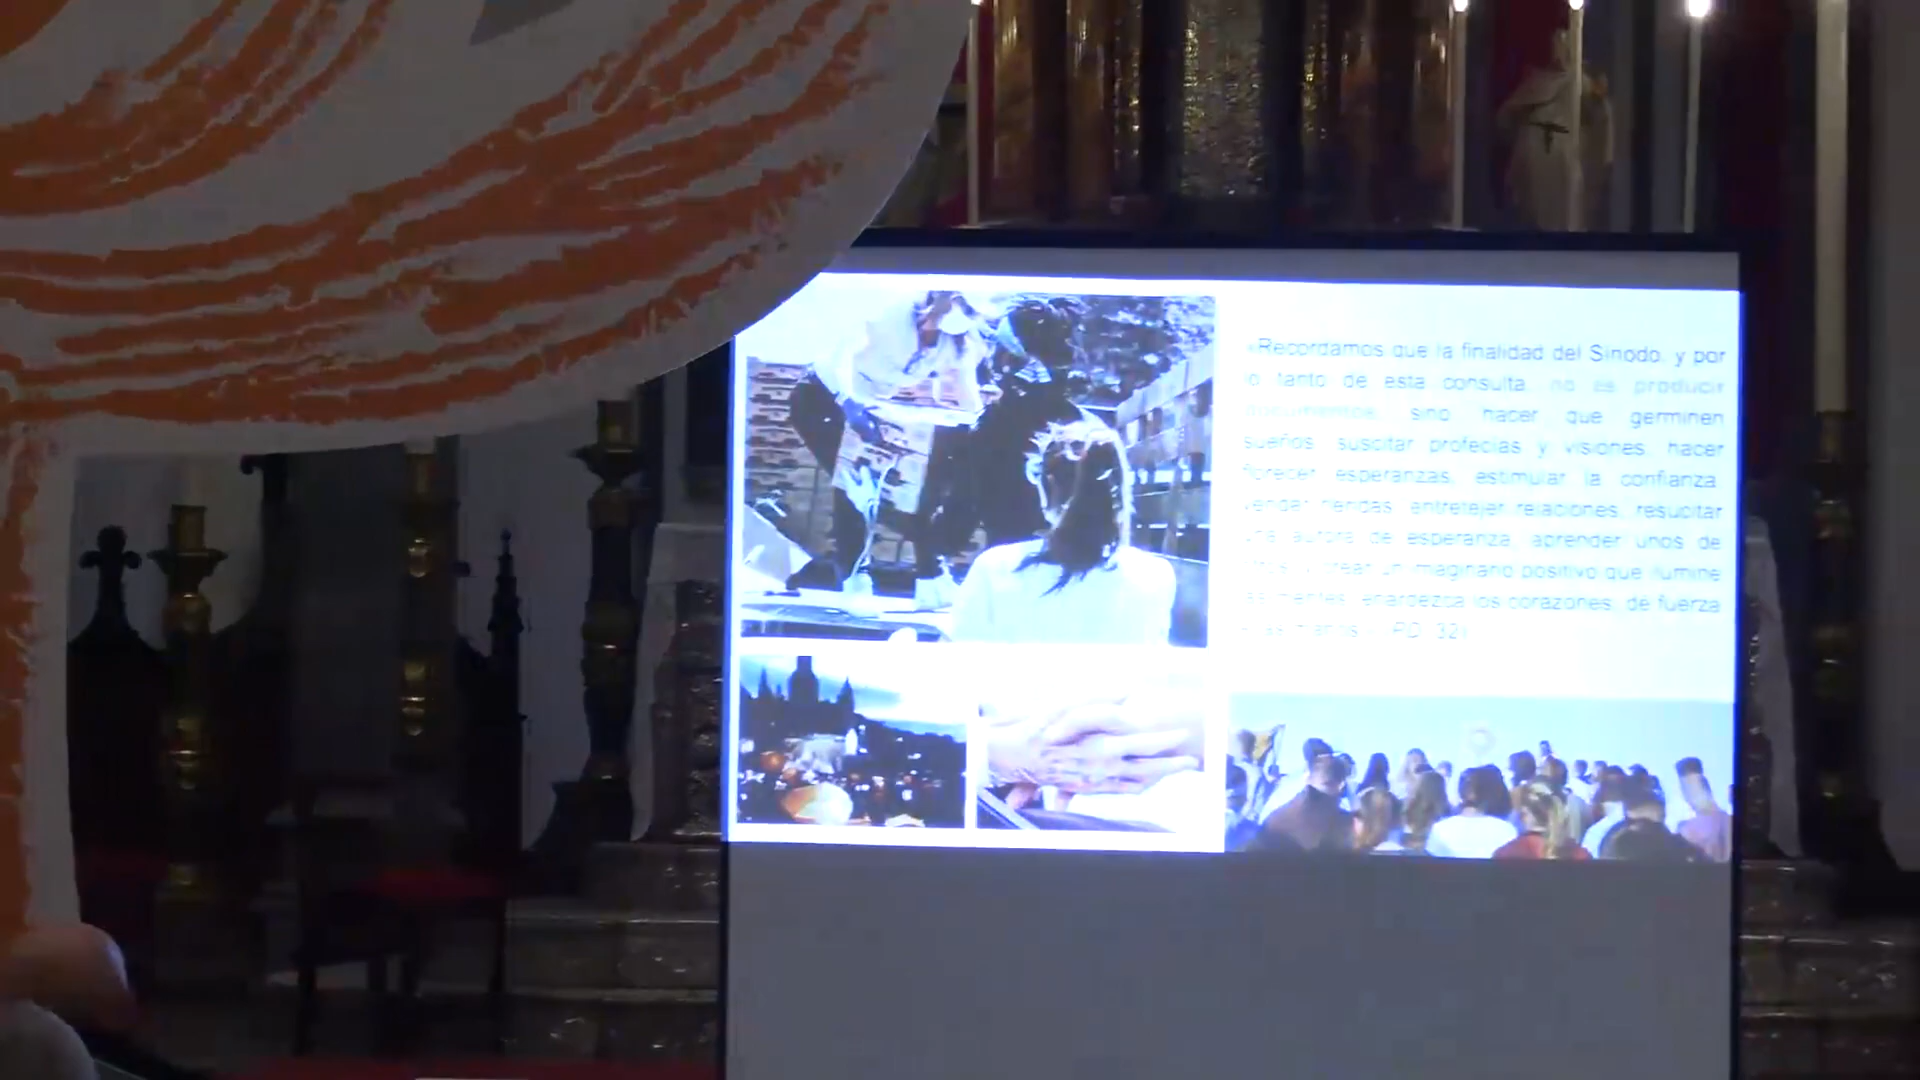 «Recordamos que la finalidad del Sínodo, y por
lo tanto de esta consulta, no es producir
documentos, sino hacer que germinen
sueños, suscitar profecías y visiones, hacer
florecer esperanzas, estimular la confianza,
vendar heridas, entretejer relaciones, resucitar
una aurora de esperanza, aprender unos de
otros, y crear un imaginario positivo que ilumine
las mentes, enardezca los corazones, dé fuerza
a las manos» (PD, 32)